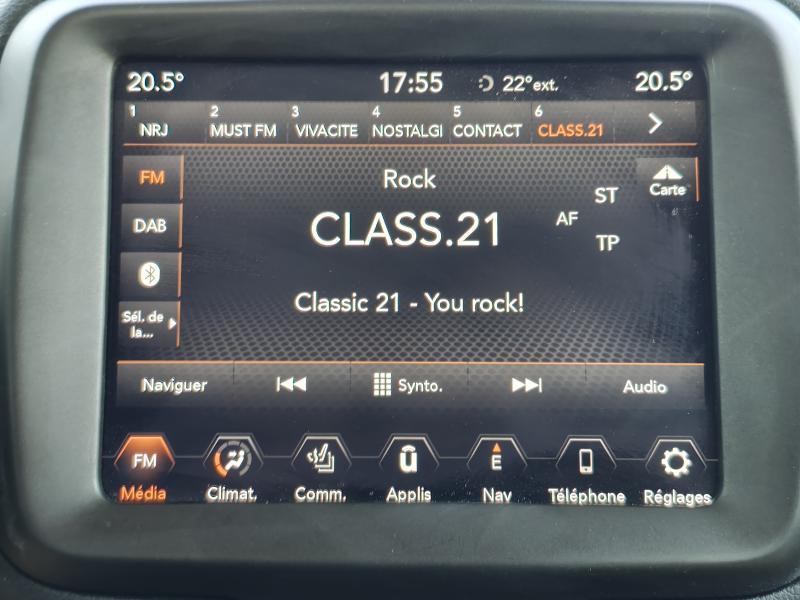 20.5° 17:55 22°ext. 20.5°
1 2 3 4 5 6
NRJ MUST FM VIVACITE NOSTALGI CONTACT CLASS.21
FM Rock Carte
ST
DAB CLASS.21 AF
TP
Sél. de la... Classic 21 - You rock!
Naviguer Synto. Audio
FM u E
Média Climat. Comm. Applis Nav Téléphone Réglages